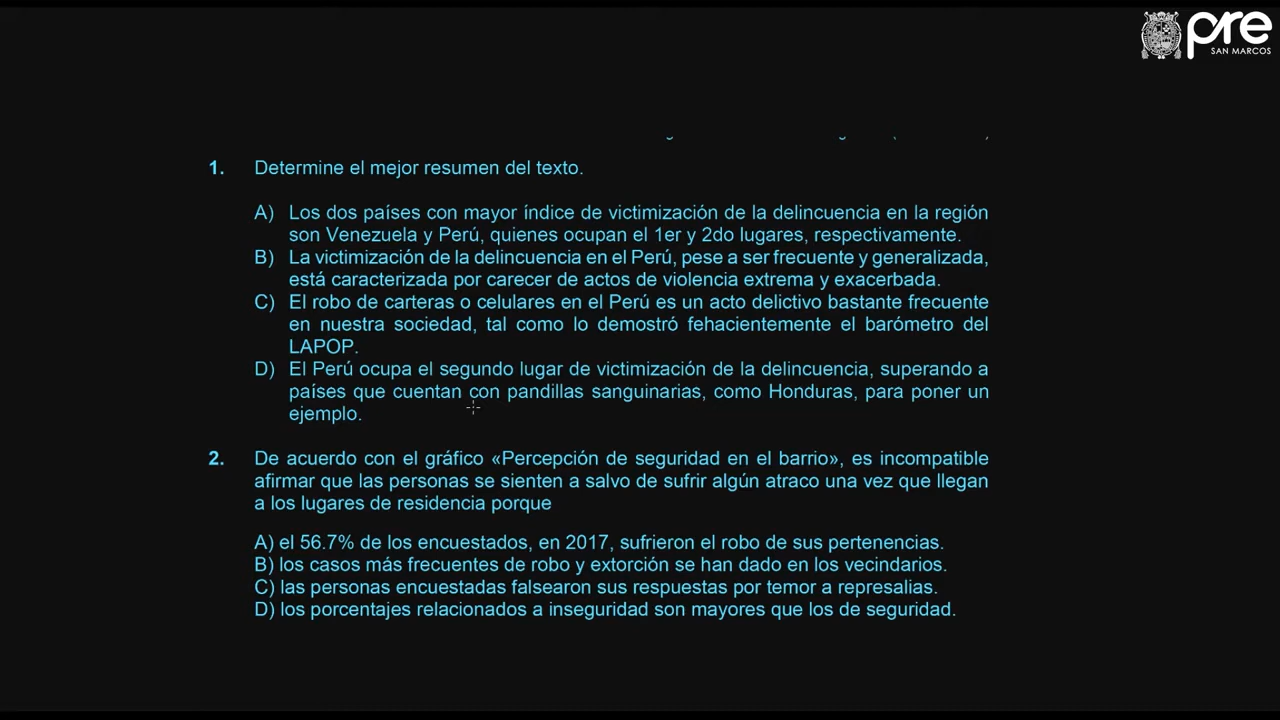 pre
SAN MARCOS
1. Determine el mejor resumen del texto.
A) Los dos países con mayor índice de victimización de la delincuencia en la región
son Venezuela y Perú, quienes ocupan el 1er y 2do lugares, respectivamente.
B) La victimización de la delincuencia en el Perú, pese a ser frecuente y generalizada,
está caracterizada por carecer de actos de violencia extrema y exacerbada.
C) El robo de carteras o celulares en el Perú es un acto delictivo bastante frecuente
en nuestra sociedad, tal como lo demostró fehacientemente el barómetro del
LAPOP.
D) El Perú ocupa el segundo lugar de victimización de la delincuencia, superando a
países que cuentan con pandillas sanguinarias, como Honduras, para poner un
ejemplo.
2. De acuerdo con el gráfico «Percepción de seguridad en el barrio», es incompatible
afirmar que las personas se sienten a salvo de sufrir algún atraco una vez que llegan
a los lugares de residencia porque
A) el 56.7% de los encuestados, en 2017, sufrieron el robo de sus pertenencias.
B) los casos más frecuentes de robo y extorción se han dado en los vecindarios.
C) las personas encuestadas falsearon sus respuestas por temor a represalias.
D) los porcentajes relacionados a inseguridad son mayores que los de seguridad.